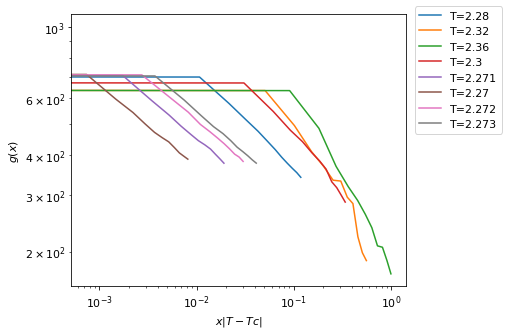 10³
6 × 10²
4 × 10²
3 × 10²
2 × 10²
g(x)
10⁻³
10⁻²
10⁻¹
10⁰
x|T − Tc|
T=2.28
T=2.32
T=2.36
T=2.3
T=2.271
T=2.27
T=2.272
T=2.273